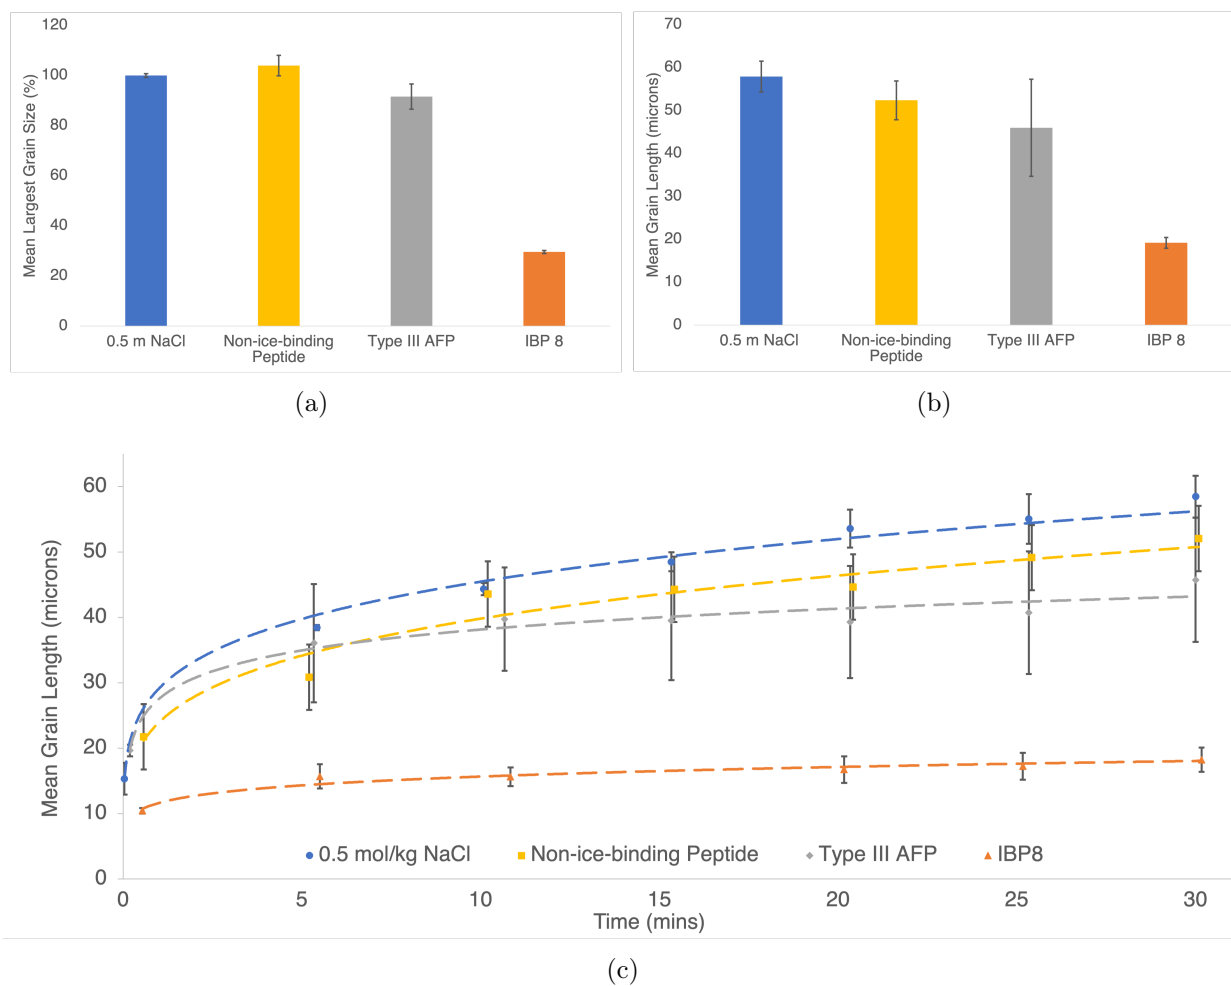 Mean Largest Grain Size (%)
120
100
80
60
40
20
0
0.5 m NaCl
Non-ice-binding
Peptide
Type III AFP
IBP 8
(a)
Mean Grain Length (microns)
70
60
50
40
30
20
10
0
0.5 m NaCl
Non-ice-binding
Peptide
Type III AFP
IBP 8
(b)
Mean Grain Length (microns)
60
50
40
30
20
10
0
0.5 mol/kg NaCl
Non-ice-binding Peptide
Type III AFP
IBP8
0 5 10 15 20 25 30
Time (mins)
(c)